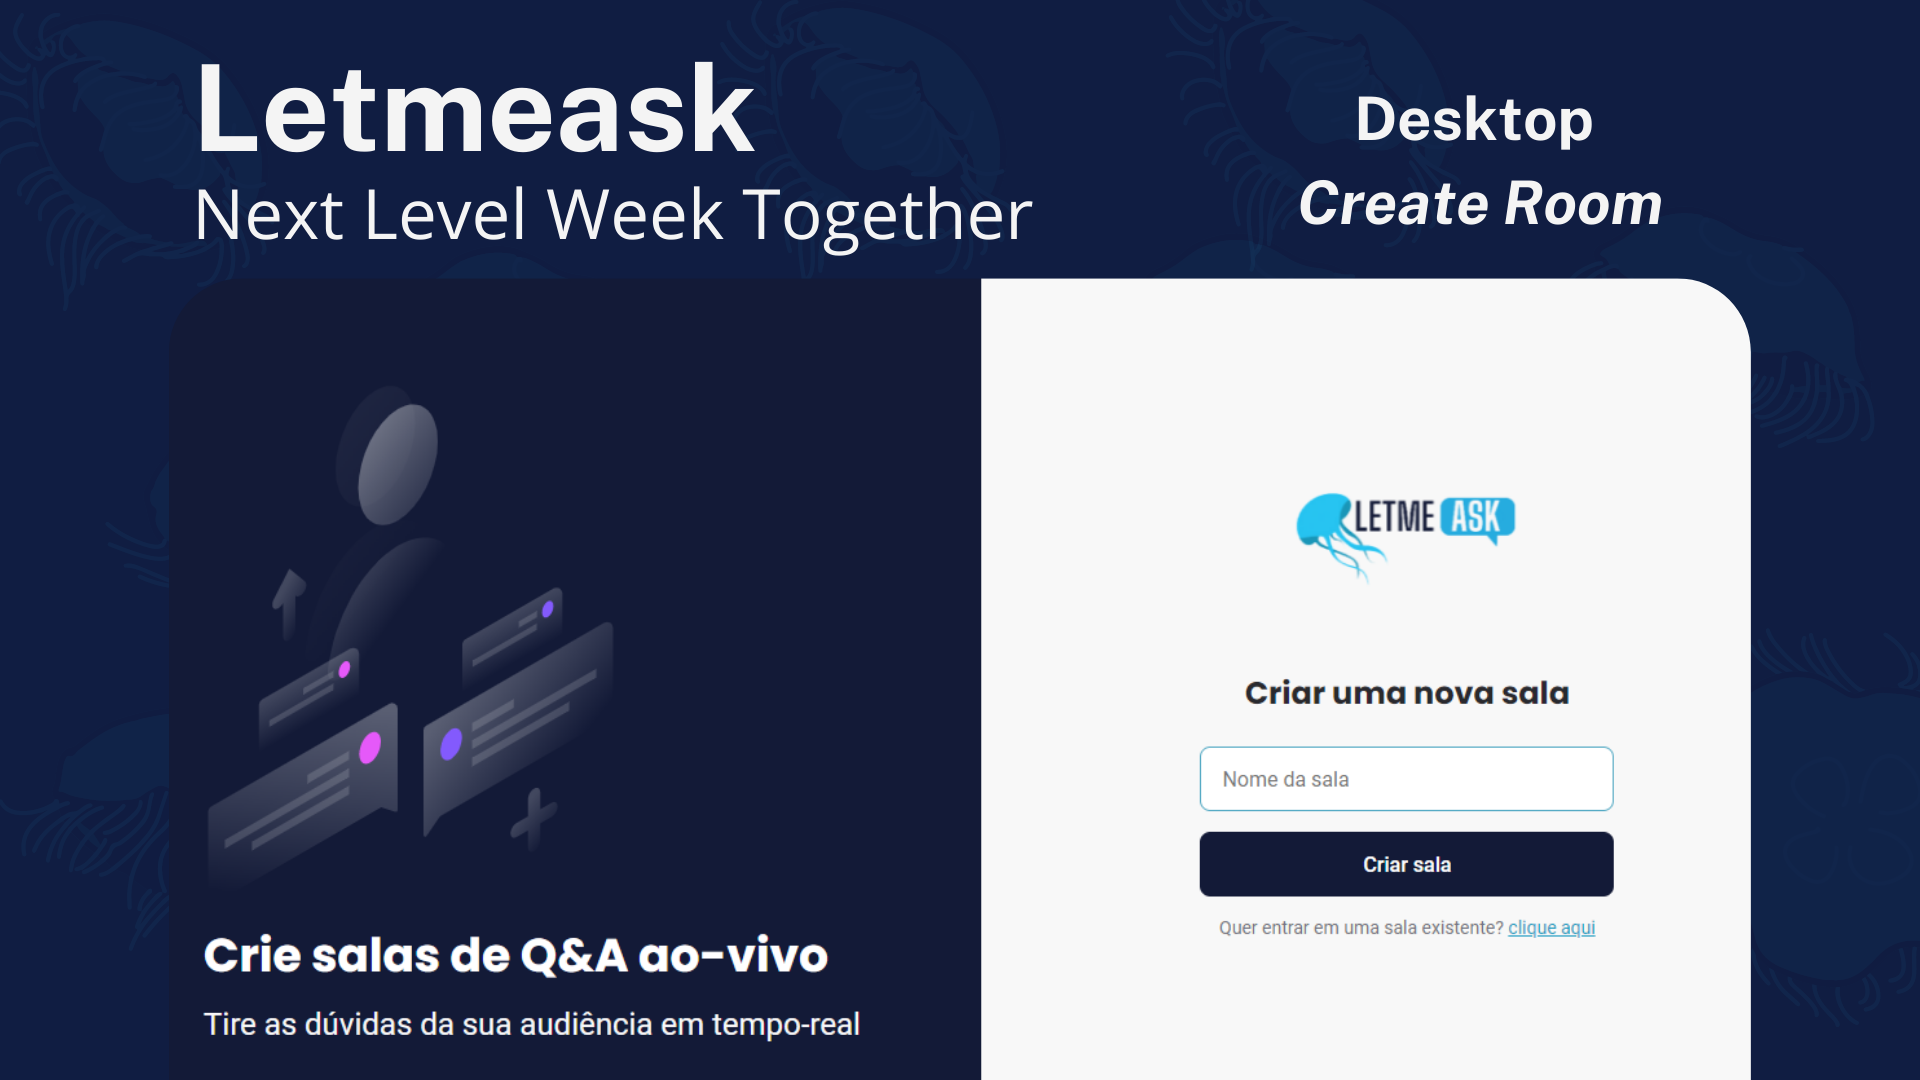 Letmeask
Next Level Week Together
Desktop
Create Room
Crie salas de Q&A ao-vivo
Tire as dúvidas da sua audiência em tempo-real
LETME ASK
Criar uma nova sala
Nome da sala
Criar sala
Quer entrar em uma sala existente? clique aqui